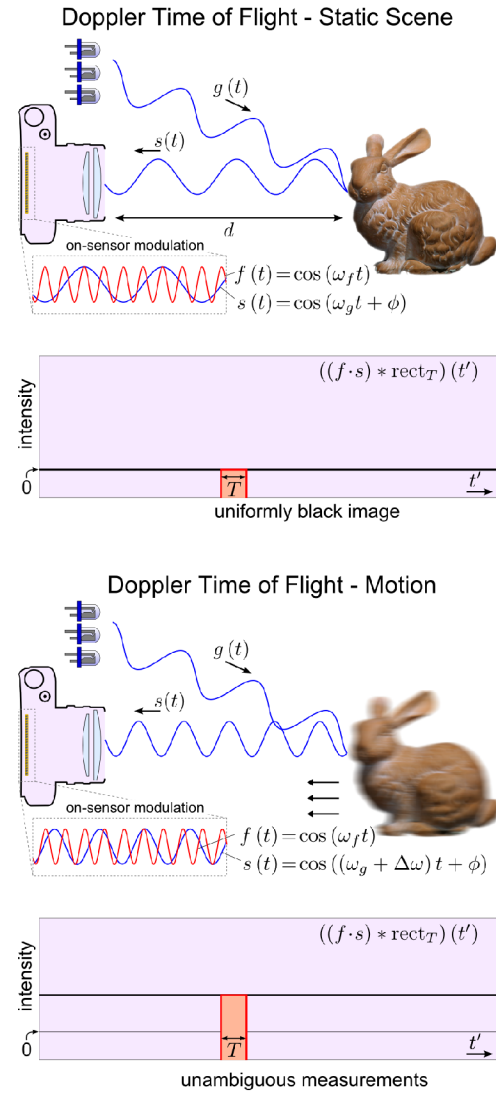 Doppler Time of Flight - Static Scene
g (t)
s(t)
d
on-sensor modulation
f (t) = cos (ω_f t)
s (t) = cos (ω_g t + ϕ)
intensity
((f · s) * rect_T) (t′)
0
T
t′
uniformly black image
Doppler Time of Flight - Motion
g (t)
s(t)
on-sensor modulation
f (t) = cos (ω_f t)
s (t) = cos ((ω_g + Δω) t + ϕ)
intensity
((f · s) * rect_T) (t′)
0
T
t′
unambiguous measurements